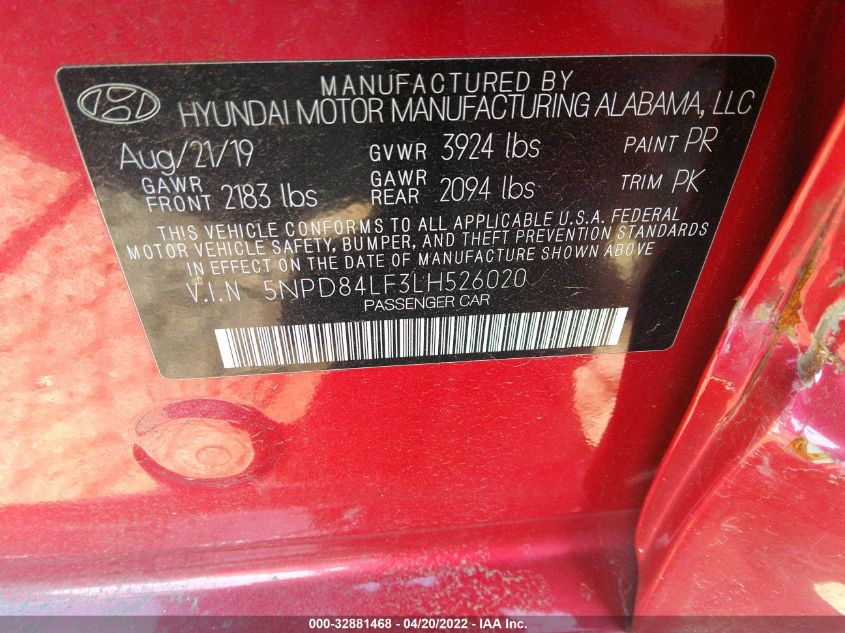 MANUFACTURED BY
HYUNDAI MOTOR MANUFACTURING ALABAMA, LLC
Aug/21/19 GVWR 3924 lbs PAINT PR
GAWR FRONT 2183 lbs GAWR REAR 2094 lbs TRIM PK
THIS VEHICLE CONFORMS TO ALL APPLICABLE U.S.A. FEDERAL
MOTOR VEHICLE SAFETY, BUMPER, AND THEFT PREVENTION STANDARDS
IN EFFECT ON THE DATE OF MANUFACTURE SHOWN ABOVE
V.I.N 5NPD84LF3LH526020
PASSENGER CAR
000-32881468 - 04/20/2022 - IAA Inc.